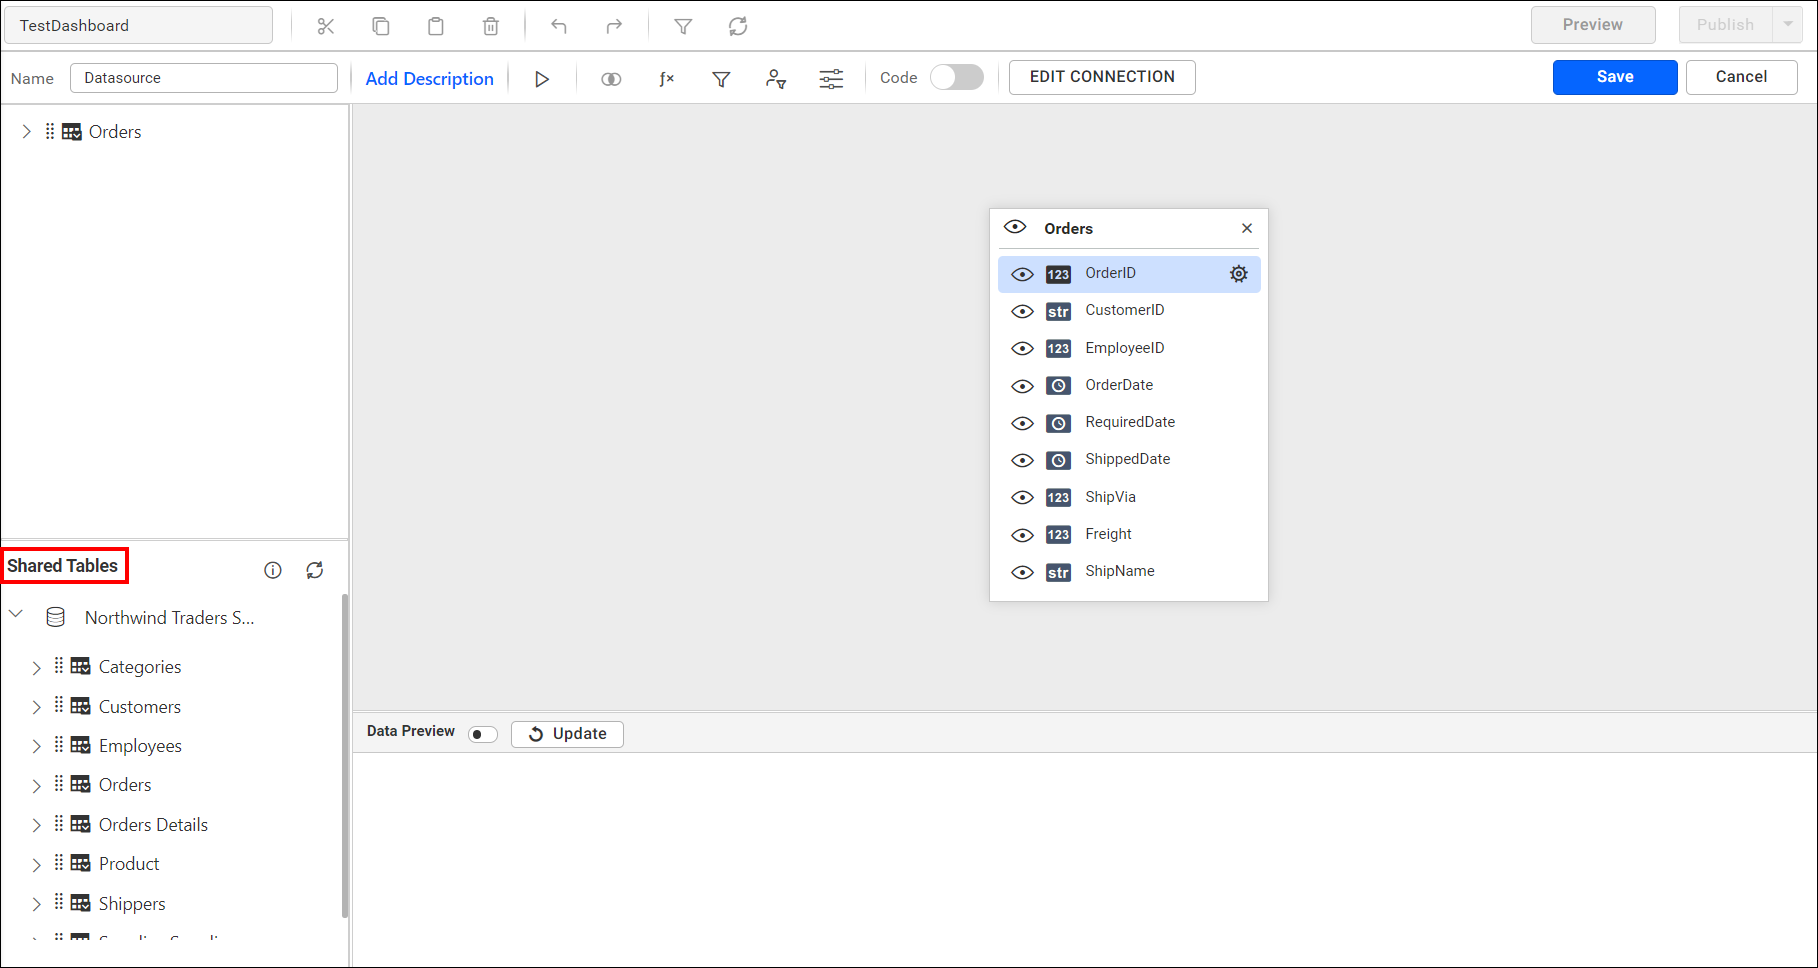 TestDashboard
Preview
Publish
Name
Datasource
Add Description
ƒ×
Code
EDIT CONNECTION
Save
Cancel
Orders
Orders
123 OrderID
str CustomerID
123 EmployeeID
OrderDate
RequiredDate
ShippedDate
123 ShipVia
123 Freight
str ShipName
Shared Tables
Northwind Traders S...
Categories
Customers
Employees
Orders
Orders Details
Product
Shippers
Data Preview
Update